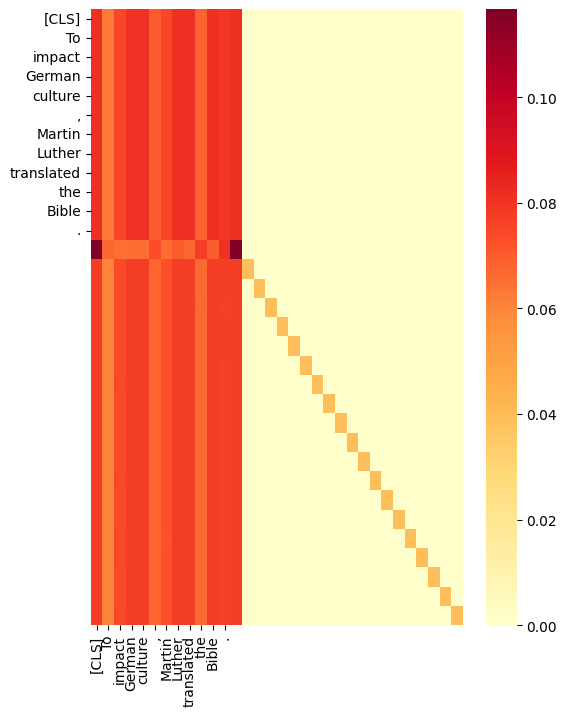 [CLS]
To
impact
German
culture
,
Martin
Luther
translated
the
Bible
.
0.10
0.08
0.06
0.04
0.02
0.00
[CLS]
To
impact
German
culture
,
Martin
Luther
translated
the
Bible
.